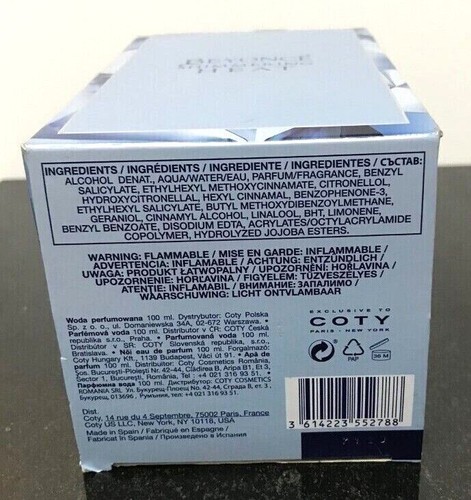 BEYONCÉ
SHIMMERING
HEAT
INGREDIENTS / INGRÉDIENTS / INGREDIENTE / INGREDIENTES / СЪСТАВ:
ALCOHOL DENAT., AQUA/WATER/EAU, PARFUM/FRAGRANCE, BENZYL
SALICYLATE, ETHYLHEXYL METHOXYCINNAMATE, CITRONELLOL,
HYDROXYCITRONELLAL, HEXYL CINNAMAL, BENZOPHENONE-3,
ETHYLHEXYL SALICYLATE, BUTYL METHOXYDIBENZOYLMETHANE,
GERANIOL, CINNAMYL ALCOHOL, LINALOOL, BHT, LIMONENE,
BENZYL BENZOATE, DISODIUM EDTA, ACRYLATES/OCTYLACRYLAMIDE
COPOLYMER, HYDROLYZED JOJOBA ESTERS.
WARNING: FLAMMABLE / MISE EN GARDE: INFLAMMABLE /
ADVERTENCIA: INFLAMABLE / ACHTUNG: ENTZÜNDLICH /
UWAGA: PRODUKT ŁATWOPALNY / UPOZORNĚNÍ: HOŘLAVINA /
UPOZORNENIE: HORĽAVINA / FIGYELEM: TŰZVESZÉLYES /
ATENȚIE: INFLAMABIL / ВНИМАНИЕ: ЗАПАЛИМО /
WAARSCHUWING: LICHT ONTVLAMBAAR
Woda perfumowana 100 ml. Dystrybutor: Coty Polska
Sp. z o. o., ul. Domaniewska 34A, 02-672 Warszawa. •
Parfémová voda 100 ml. Distributor v ČR: COTY Česká
republika s.r.o., Praha. • Parfumovaná voda 100 ml.
Distribútor v SR: COTY Slovenská republika s.r.o.,
Bratislava. • Női eau de parfum 100 ml. Forgalmazó:
Coty Hungary Kft., 1139 Budapest, Váci út 91. • Apă de
parfum 100 ml. Distribuitor: Coty Cosmetics România,
Șos. București-Ploiești Nr. 42-44, Clădirea B, Aripa B1, Et 3,
Sector 1, București, România, Tel: +4 021 316 93 51. •
Парфюмна вода 100 ml. Дистрибутор: COTY COSMETICS
ROMANIA SRL
+4 021 316 93 51.
EXCLUSIVE TO
COTY
PARIS - NEW YORK
PAP
36 M
Dist.
Coty, 14 rue du 4 Septembre, 75002 Paris, France
Coty US LLC, New York, NY 10118, USA
Made in Spain / Fabriqué en Espagne /
Fabricat în Spania / Произведено в Испания
3 614223 552788